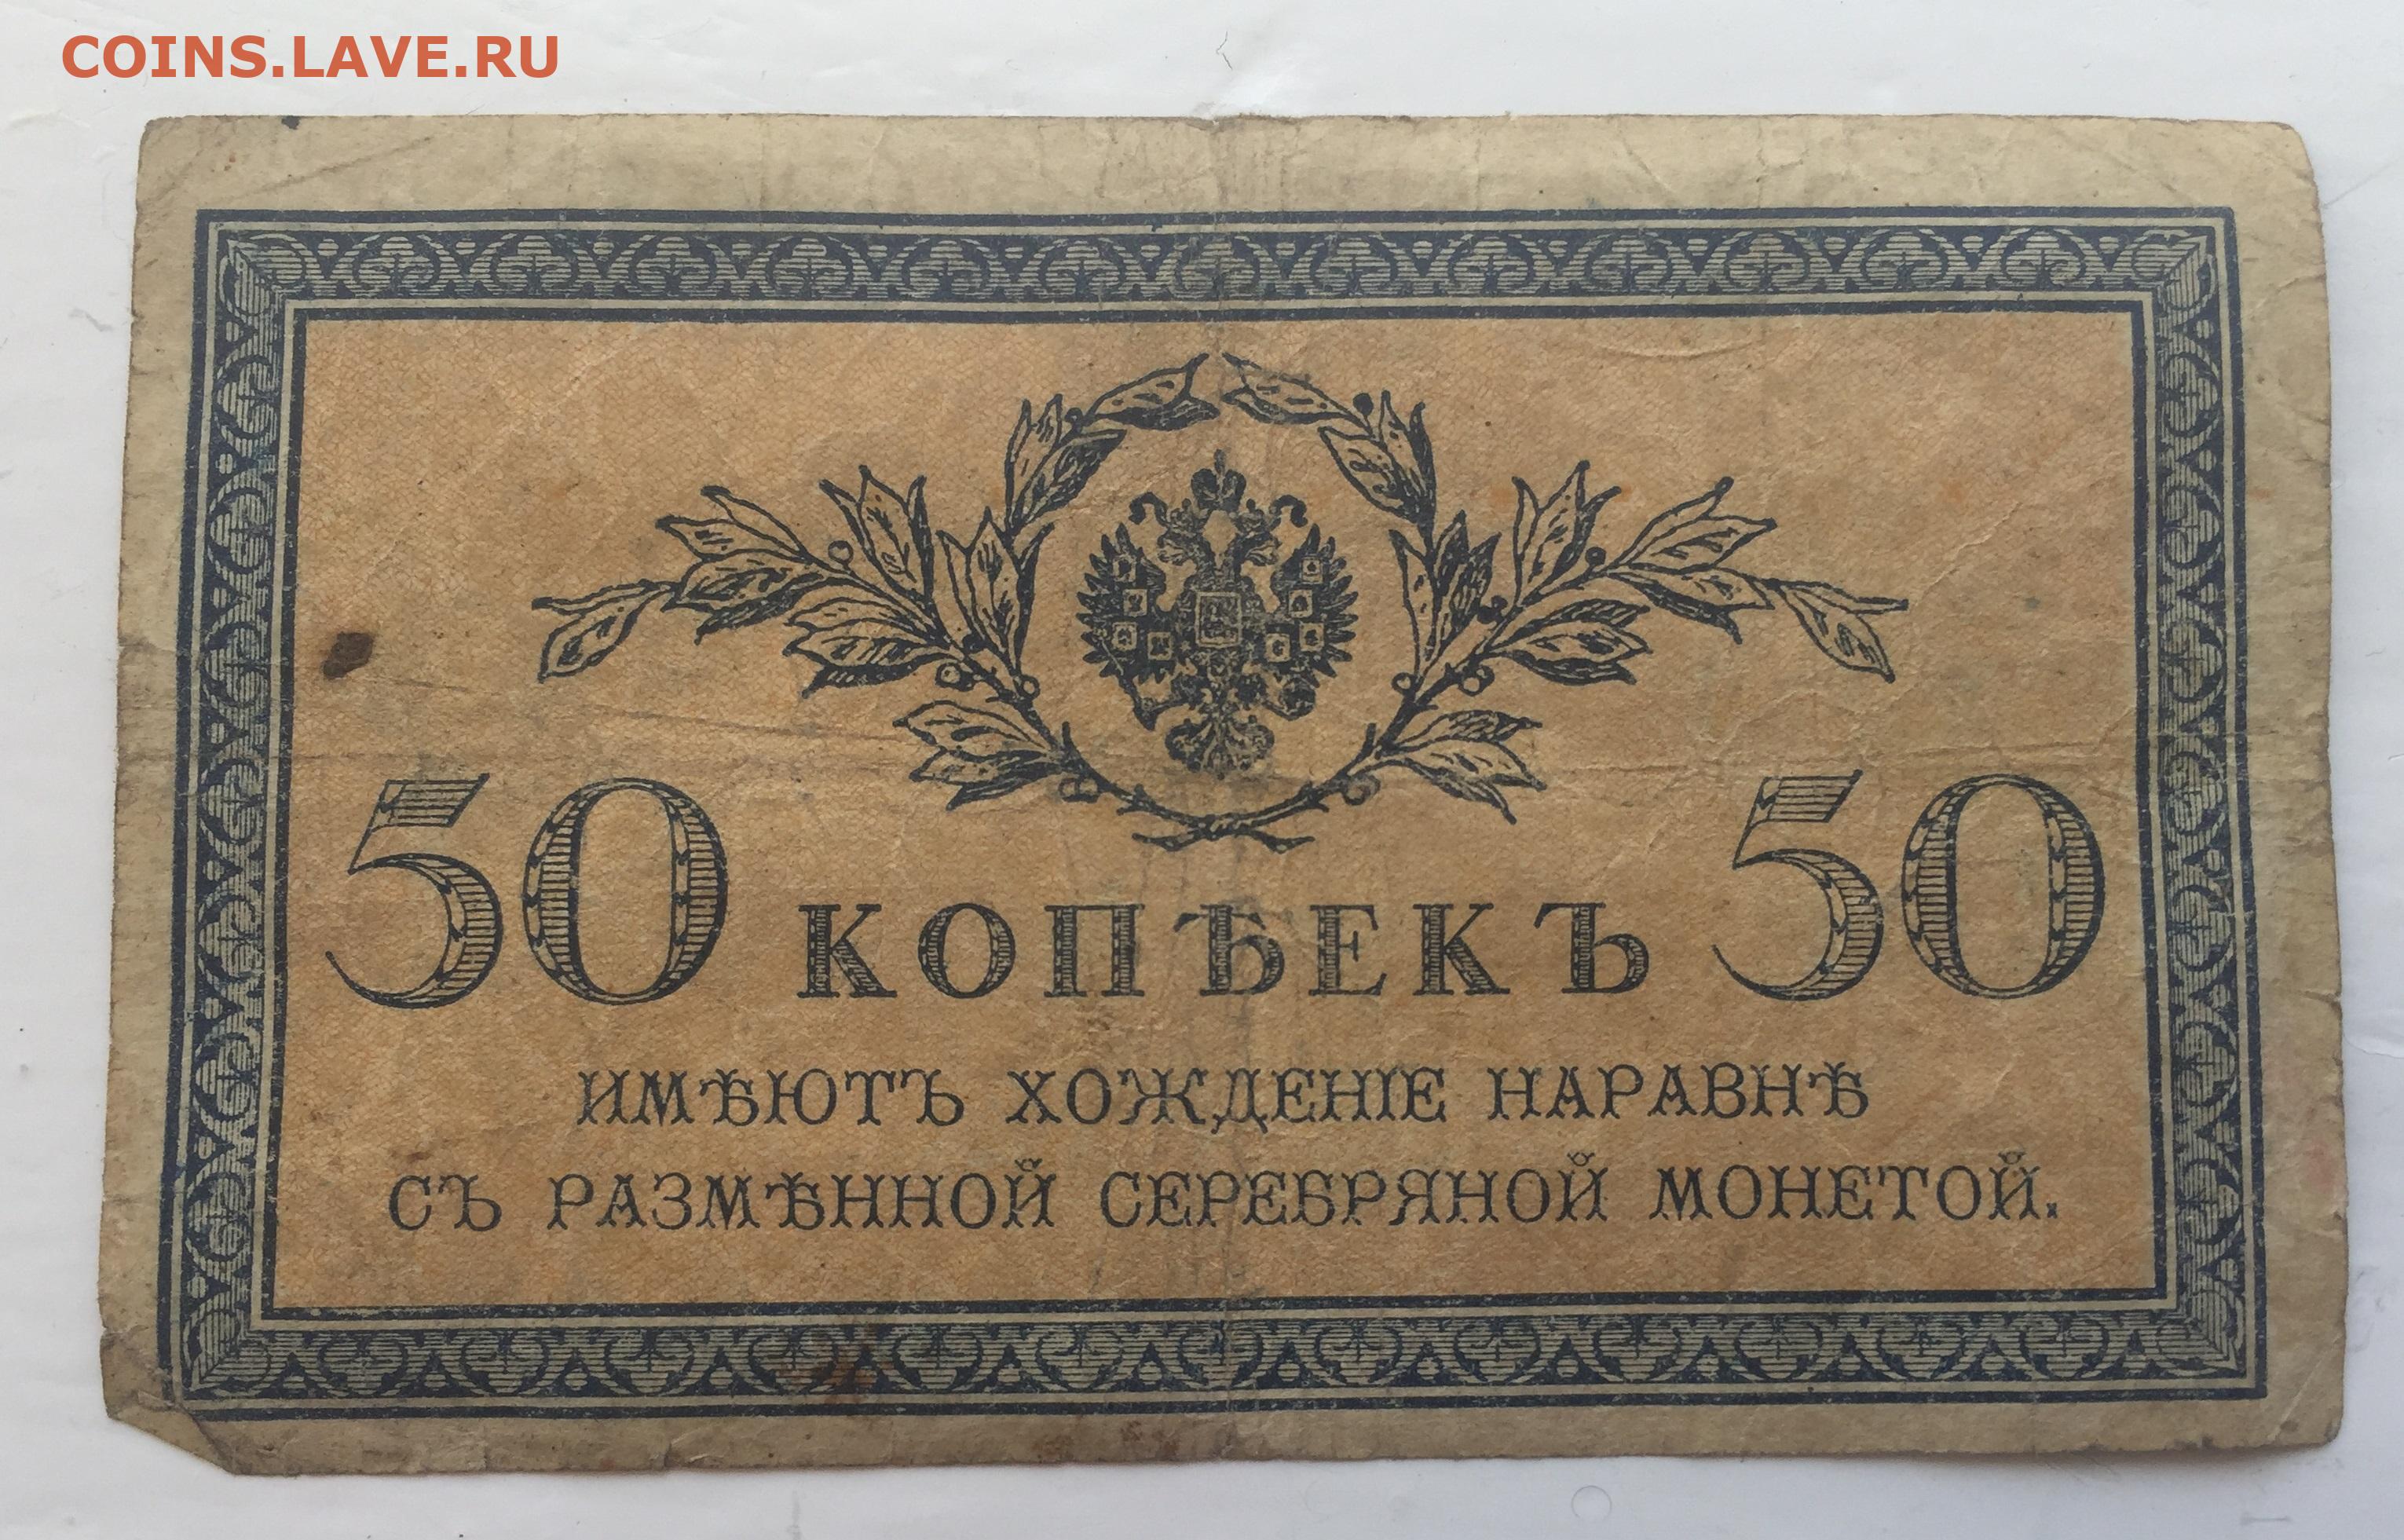 COINS.LAVE.RU
50 КОПѢЕКЪ 50
ИМѢЮТЪ ХОЖДЕНІЕ НАРАВНѢ
СЪ РАЗМѢННОЙ СЕРЕБРЯНОЙ МОНЕТОЙ.